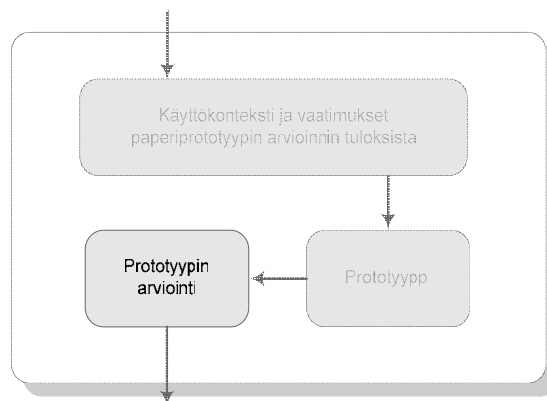 Käyttökonteksti ja vaatimukset
paperiprototyypin arvioinnin tuloksista
Prototyypin
arviointi
Prototyypp